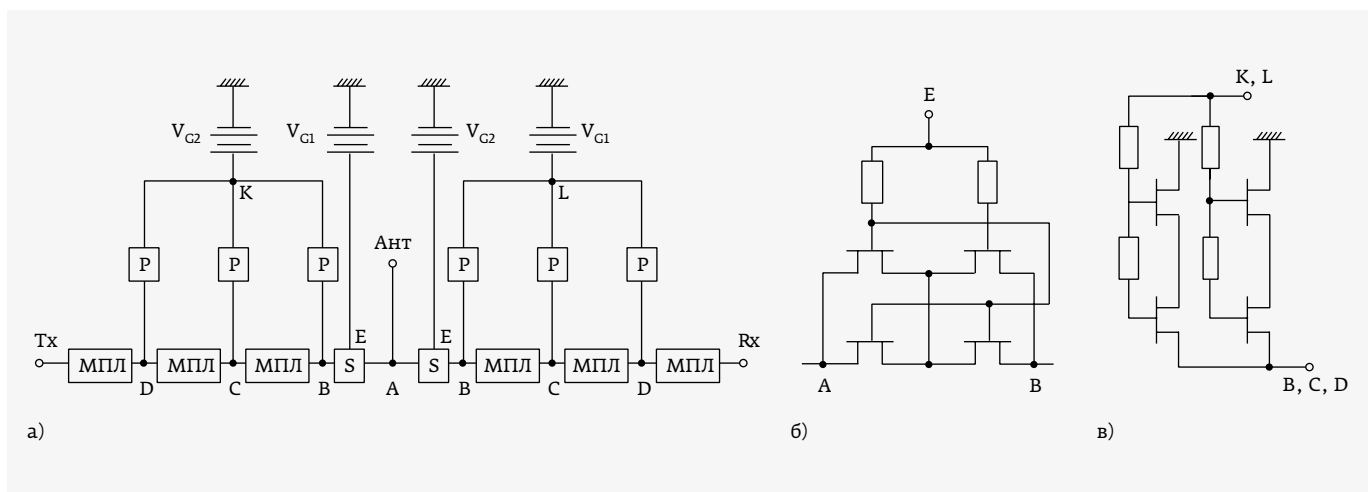 V_G2 V_G1 V_G2 V_G1
K L
Ант
P P P P P P
Tx E E Rx
МПЛ МПЛ МПЛ S S МПЛ МПЛ МПЛ
D C B A B C D
а)
E
A B
б)
K, L
B, C, D
в)